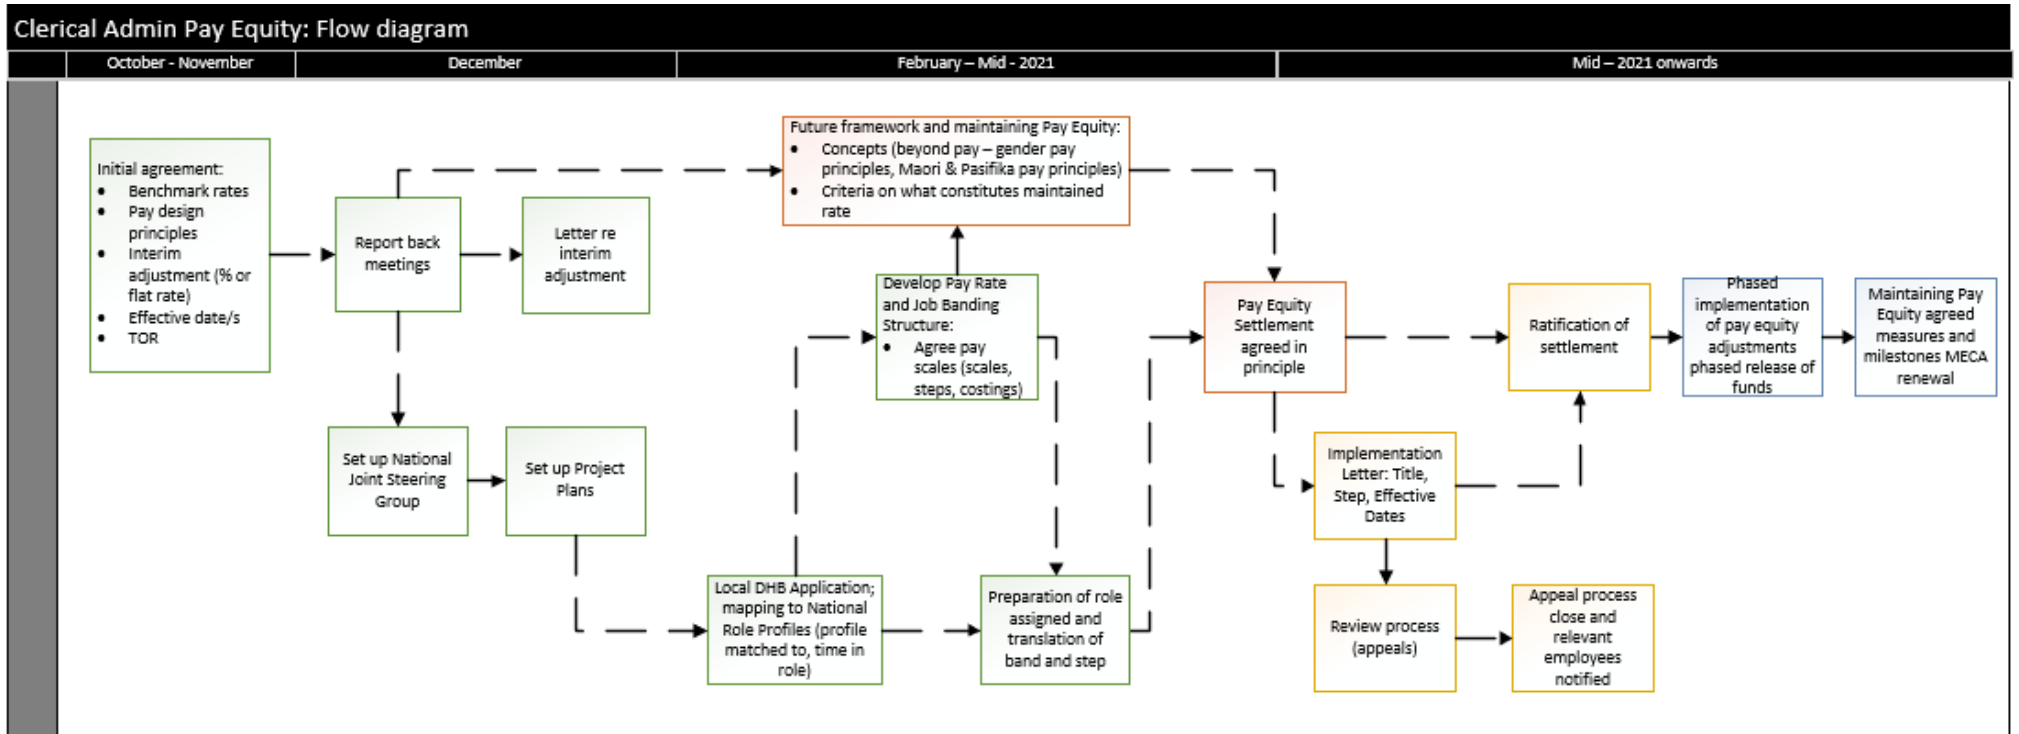 Clerical Admin Pay Equity: Flow diagram
October - November
December
February – Mid - 2021
Mid – 2021 onwards
Initial agreement:
• Benchmark rates
• Pay design
principles
• Interim
adjustment (% or
flat rate)
• Effective date/s
• TOR
Report back
meetings
Letter re
interim
adjustment
Set up National
Joint Steering
Group
Set up Project
Plans
Future framework and maintaining Pay Equity:
• Concepts (beyond pay – gender pay
principles, Maori & Pasifika pay principles)
• Criteria on what constitutes maintained
rate
Develop Pay Rate
and Job Banding
Structure:
• Agree pay
scales (scales,
steps, costings)
Local DHB Application;
mapping to National
Role Profiles (profile
matched to, time in
role)
Preparation of role
assigned and
translation of
band and step
Pay Equity
Settlement
agreed in
principle
Implementation
Letter: Title,
Step, Effective
Dates
Review process
(appeals)
Appeal process
close and
relevant
employees
notified
Ratification of
settlement
Phased
implementation
of pay equity
adjustments
phased release of
funds
Maintaining Pay
Equity agreed
measures and
milestones MECA
renewal